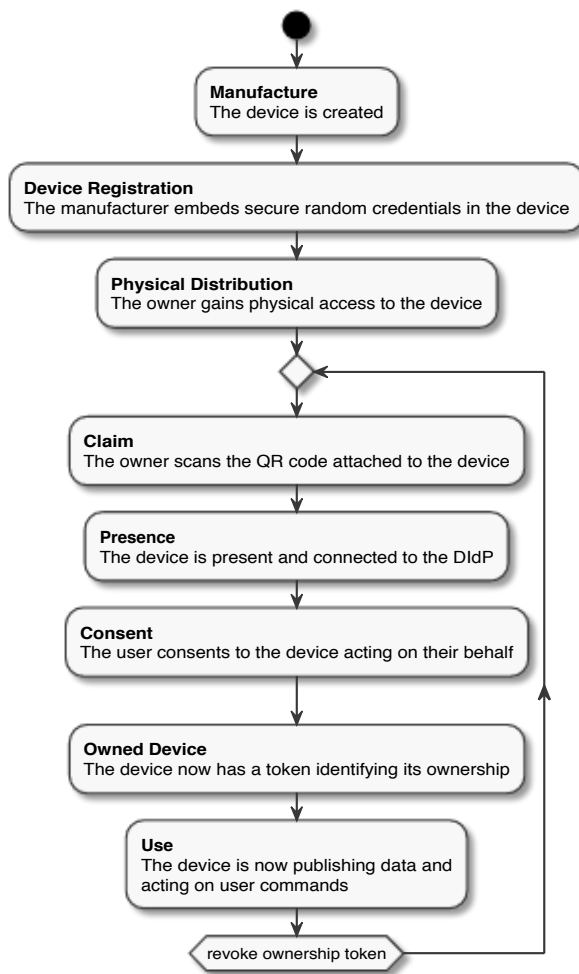 Manufacture
The device is created
Device Registration
The manufacturer embeds secure random credentials in the device
Physical Distribution
The owner gains physical access to the device
Claim
The owner scans the QR code attached to the device
Presence
The device is present and connected to the DIdP
Consent
The user consents to the device acting on their behalf
Owned Device
The device now has a token identifying its ownership
Use
The device is now publishing data and
acting on user commands
revoke ownership token